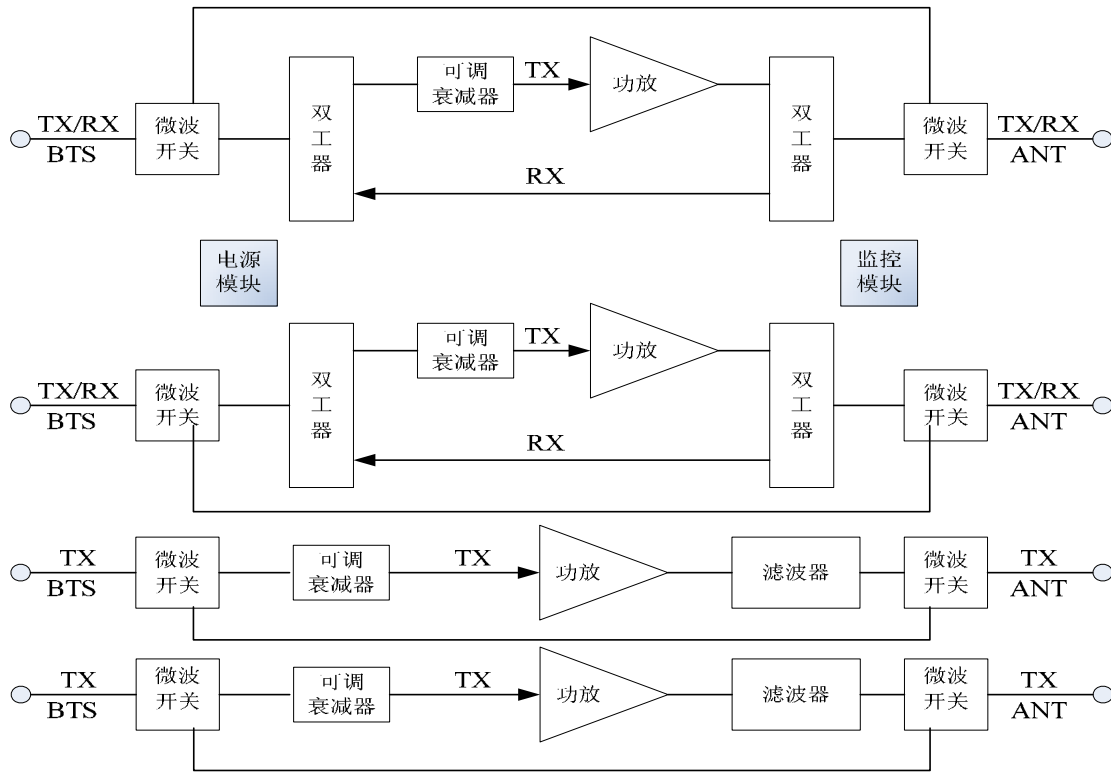 TX/RX
BTS
微波
开关
双
工
器
可调
衰减器
TX
功放
RX
双
工
器
微波
开关
TX/RX
ANT
电源
模块
监控
模块
TX/RX
BTS
微波
开关
双
工
器
可调
衰减器
TX
功放
RX
双
工
器
微波
开关
TX/RX
ANT
TX
BTS
微波
开关
可调
衰减器
TX
功放
滤波器
微波
开关
TX
ANT
TX
BTS
微波
开关
可调
衰减器
TX
功放
滤波器
微波
开关
TX
ANT